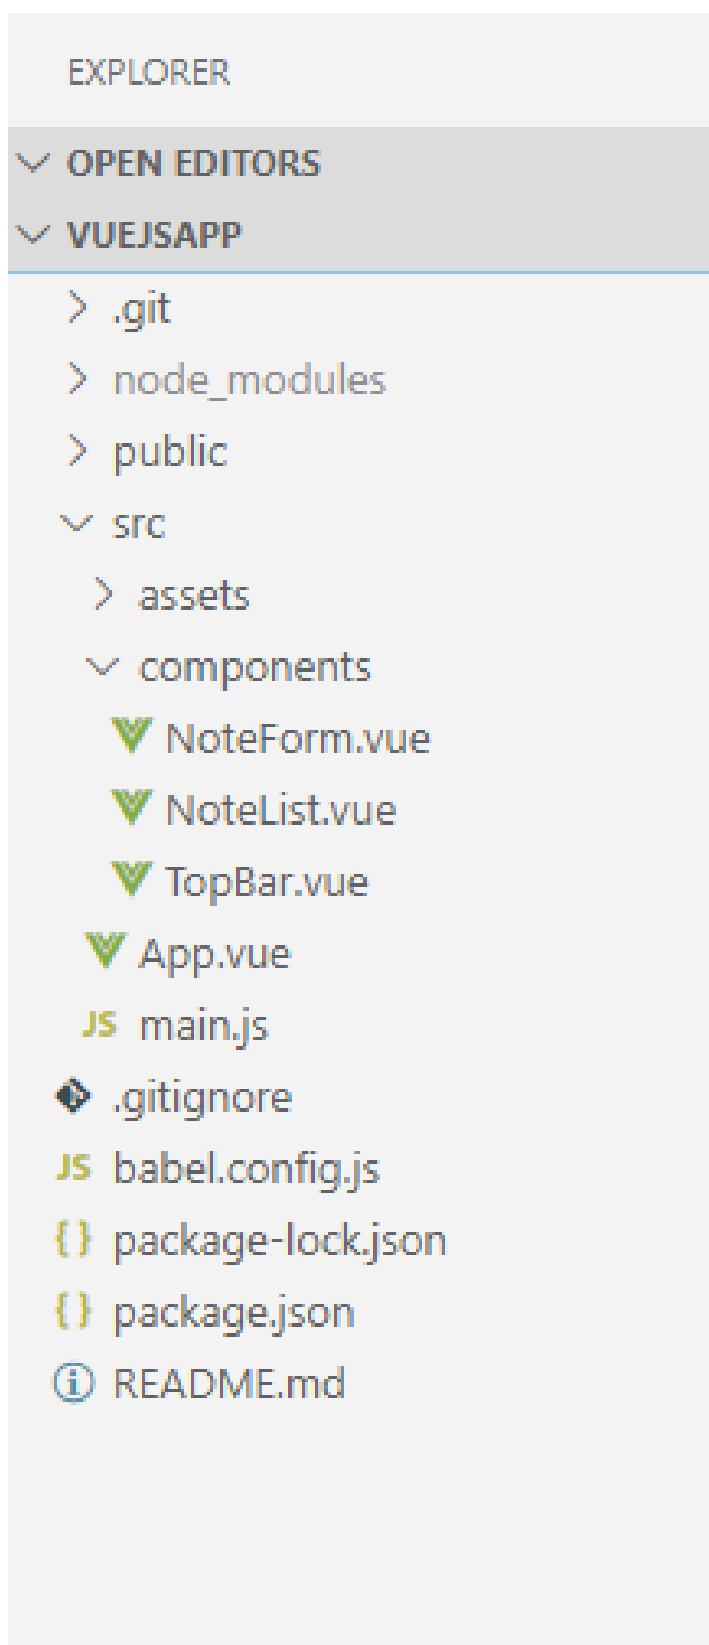 EXPLORER
OPEN EDITORS
VUEJSAPP
.git
node_modules
public
src
assets
components
NoteForm.vue
NoteList.vue
TopBar.vue
App.vue
JS main.js
.gitignore
JS babel.config.js
{} package-lock.json
{} package.json
README.md